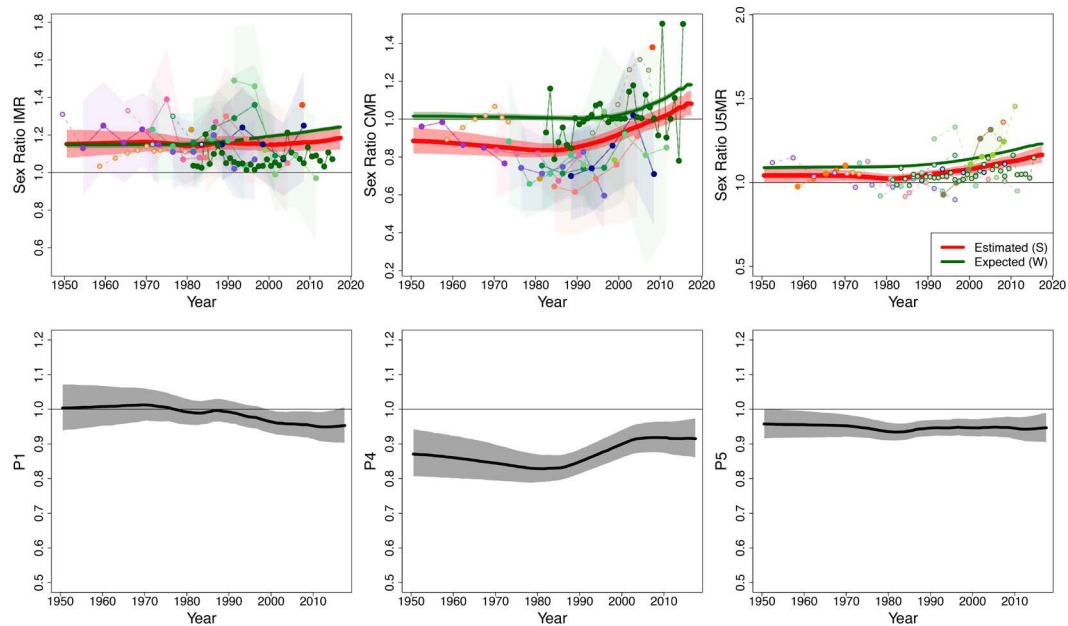 Sex Ratio IMR
0.6 0.8 1.0 1.2 1.4 1.6 1.8
1950 1960 1970 1980 1990 2000 2010 2020
Year
Sex Ratio CMR
0.2 0.4 0.6 0.8 1.0 1.2 1.4
1950 1960 1970 1980 1990 2000 2010 2020
Year
Sex Ratio U5MR
0.5 1.0 1.5 2.0
Estimated (S)
Expected (W)
1950 1960 1970 1980 1990 2000 2010 2020
Year
P1
0.5 0.6 0.7 0.8 0.9 1.0 1.1 1.2
1950 1960 1970 1980 1990 2000 2010
Year
P4
0.5 0.6 0.7 0.8 0.9 1.0 1.1 1.2
1950 1960 1970 1980 1990 2000 2010
Year
P5
0.5 0.6 0.7 0.8 0.9 1.0 1.1 1.2
1950 1960 1970 1980 1990 2000 2010
Year